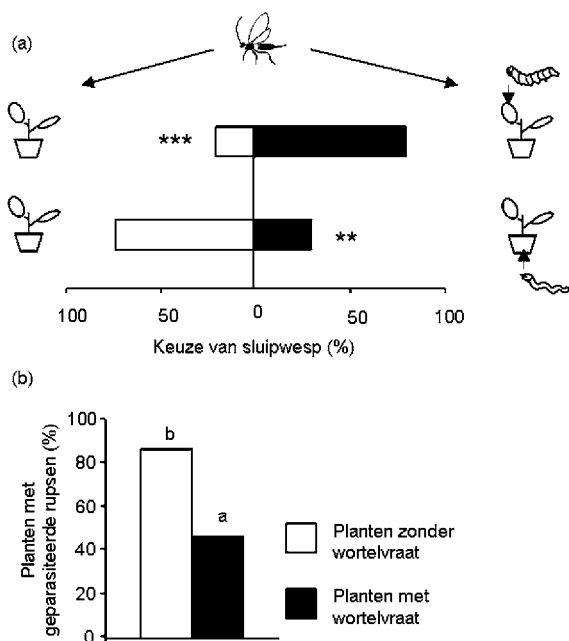 (a)
***
**
100
50
0
50
100
Keuze van sluipwesp (%)
(b)
Planten met
geparasiteerde rupsen (%)
100
80
60
40
20
0
b
a
Planten zonder
wortelvraat
Planten met
wortelvraat